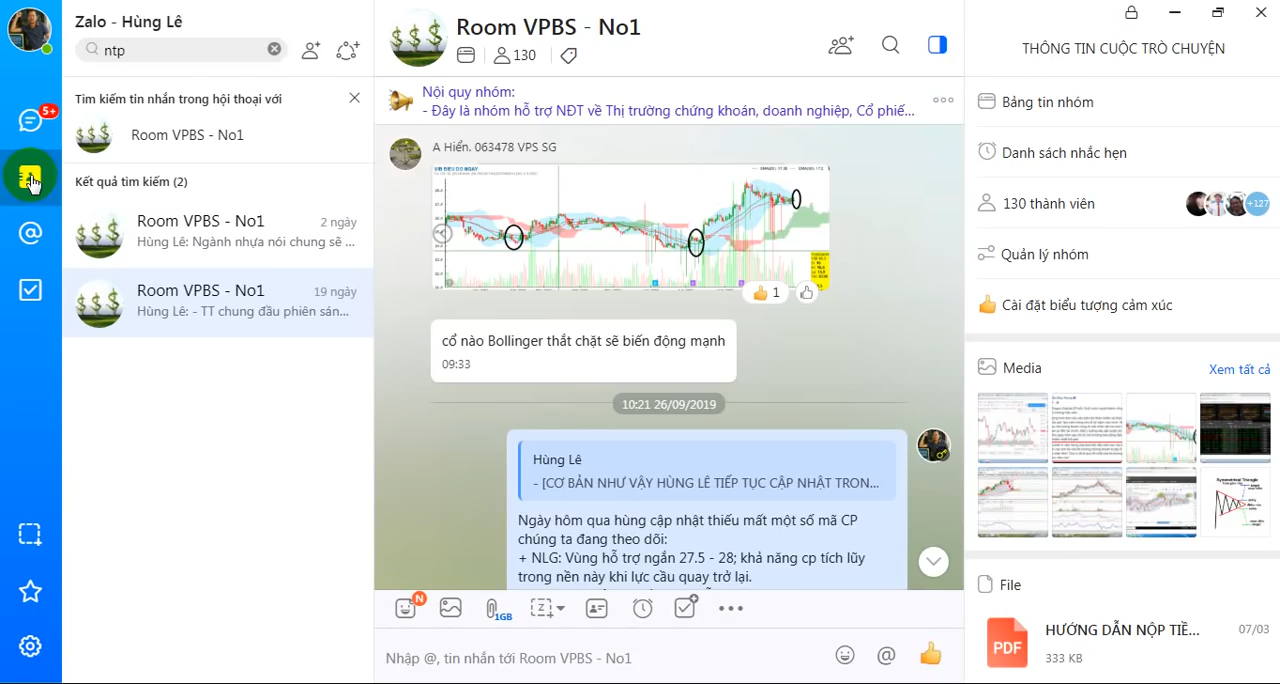 Zalo - Hùng Lê
ntp
5+
Tìm kiếm tin nhắn trong hội thoại với
Room VPBS - No1
Kết quả tìm kiếm (2)
Room VPBS - No1
2 ngày
Hùng Lê: Ngành nhựa nói chung sẽ ...
Room VPBS - No1
19 ngày
Hùng Lê: - TT chung đầu phiên sán...
Room VPBS - No1
130
Nội quy nhóm:
- Đây là nhóm hỗ trợ NĐT về Thị trường chứng khoán, doanh nghiệp, Cổ phiế...
A Hiển. 063478 VPS SG
1
cổ nào Bollinger thắt chặt sẽ biến động mạnh
09:33
10:21 26/09/2019
Hùng Lê
- [CƠ BẢN NHƯ VẬY HÙNG LÊ TIẾP TỤC CẬP NHẬT TRON...
Ngày hôm qua hùng cập nhật thiếu mất một số mã CP
chúng ta đang theo dõi:
+ NLG: Vùng hỗ trợ ngắn 27.5 - 28; khả năng cp tích lũy
trong nền này khi lực cầu quay trở lại.
N
1GB
Nhập @, tin nhắn tới Room VPBS - No1
THÔNG TIN CUỘC TRÒ CHUYỆN
Bảng tin nhóm
Danh sách nhắc hẹn
130 thành viên
+127
Quản lý nhóm
Cài đặt biểu tượng cảm xúc
Media
Xem tất cả
Symmetrical Triangle
File
PDF
HƯỚNG DẪN NỘP TIỀ...
07/03
333 KB